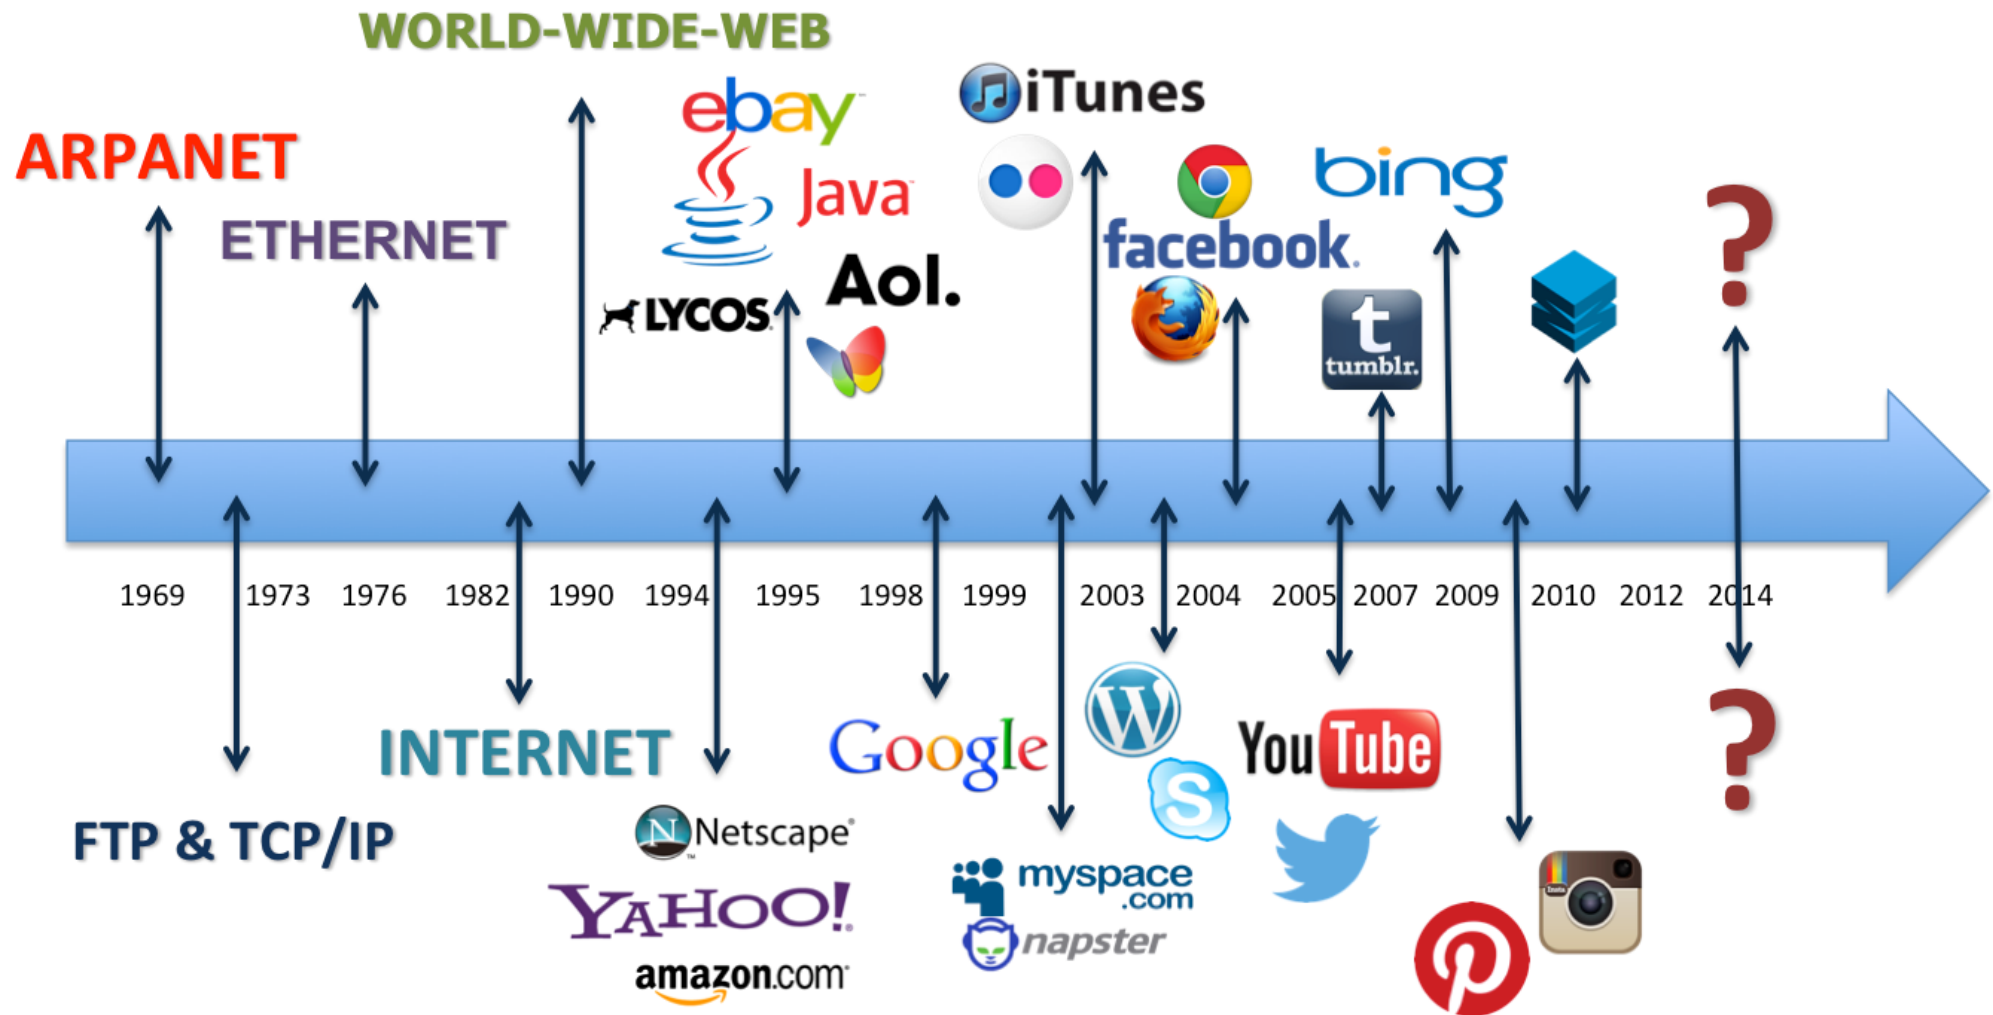 WORLD-WIDE-WEB
ebay
iTunes
ARPANET
Java
bing
?
ETHERNET
facebook.
Aol.
LYCOS
t
tumblr.
1969 1973 1976 1982 1990 1994 1995 1998 1999 2003 2004 2005 2007 2009 2010 2012 2014
INTERNET
Google
W
You Tube
?
S
FTP & TCP/IP
N Netscape®
TM
myspace
.com
Insta
YAHOO!
napster
P
amazon.com